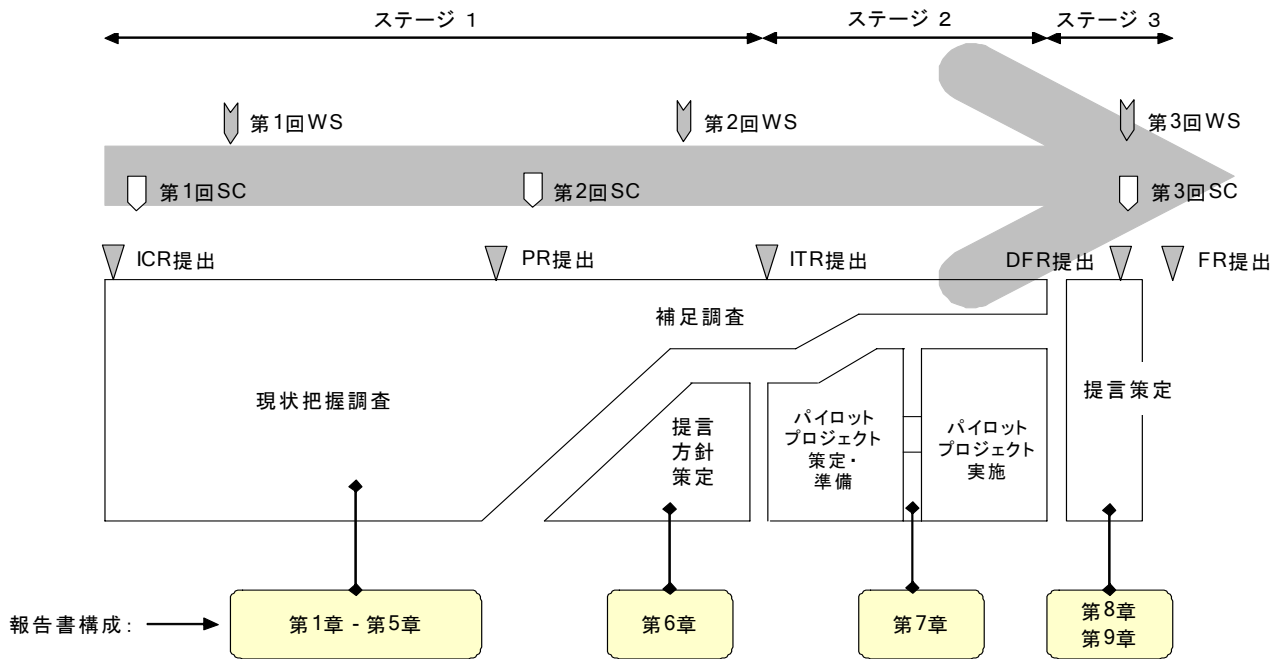 ステージ 1
ステージ 2
ステージ 3
第1回WS
第2回WS
第3回WS
第1回SC
第2回SC
第3回SC
ICR提出
PR提出
ITR提出
DFR提出
FR提出
補足調査
現状把握調査
提言
方針
策定
パイロット
プロジェクト
策定・
準備
パイロット
プロジェクト
実施
提言策定
報告書構成:
第1章 - 第5章
第6章
第7章
第8章
第9章